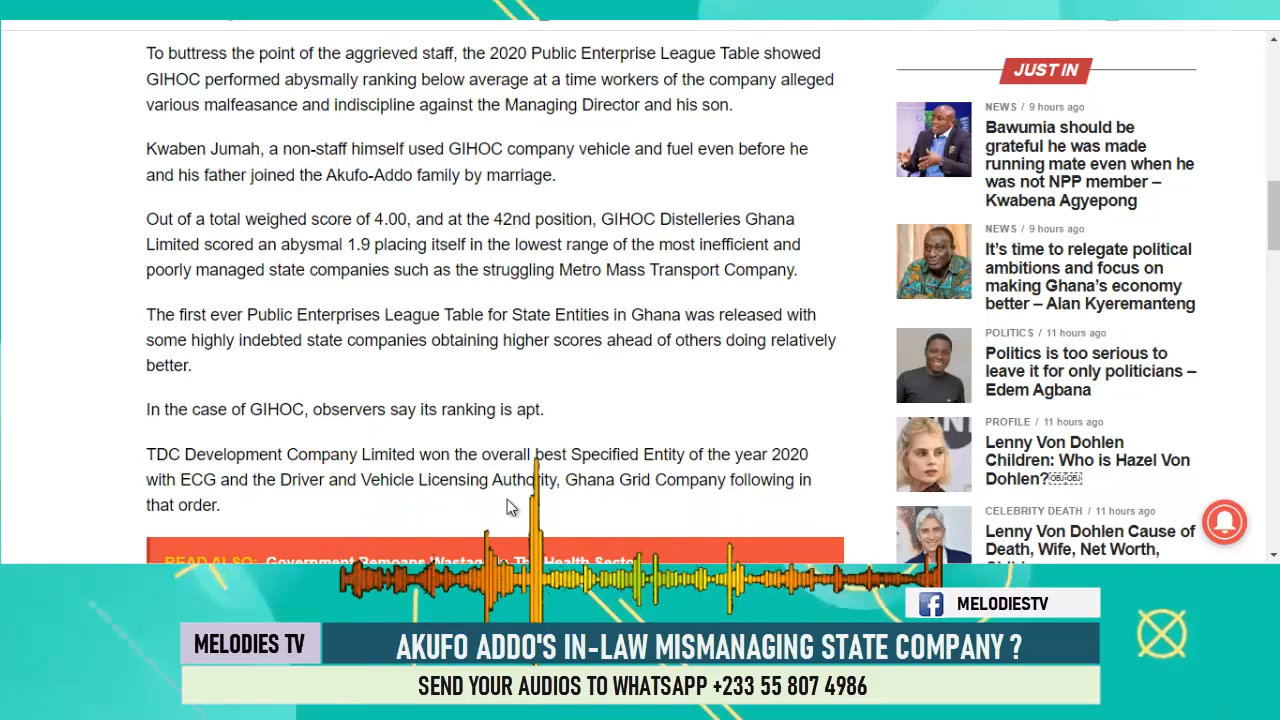 To buttress the point of the aggrieved staff, the 2020 Public Enterprise League Table showed
GIHOC performed abysmally ranking below average at a time workers of the company alleged
various malfeasance and indiscipline against the Managing Director and his son.
Kwaben Jumah, a non-staff himself used GIHOC company vehicle and fuel even before he
and his father joined the Akufo-Addo family by marriage.
Out of a total weighed score of 4.00, and at the 42nd position, GIHOC Distelleries Ghana
Limited scored an abysmal 1.9 placing itself in the lowest range of the most inefficient and
poorly managed state companies such as the struggling Metro Mass Transport Company.
The first ever Public Enterprises League Table for State Entities in Ghana was released with
some highly indebted state companies obtaining higher scores ahead of others doing relatively
better.
In the case of GIHOC, observers say its ranking is apt.
TDC Development Company Limited won the overall best Specified Entity of the year 2020
with ECG and the Driver and Vehicle Licensing Authority, Ghana Grid Company following in
that order.
READ ALSO: Government Bemoans Wastage In The Health Sector
JUST IN
NEWS / 9 hours ago
Bawumia should be
grateful he was made
running mate even when he
was not NPP member –
Kwabena Agyepong
NEWS / 9 hours ago
It's time to relegate political
ambitions and focus on
making Ghana's economy
better – Alan Kyeremanteng
POLITICS / 11 hours ago
Politics is too serious to
leave it for only politicians –
Edem Agbana
PROFILE / 11 hours ago
Lenny Von Dohlen
Children: Who is Hazel Von
Dohlen?
CELEBRITY DEATH / 11 hours ago
Lenny Von Dohlen Cause of
Death, Wife, Net Worth,
MELODIESTV
MELODIES TV
AKUFO ADDO'S IN-LAW MISMANAGING STATE COMPANY ?
SEND YOUR AUDIOS TO WHATSAPP +233 55 807 4986